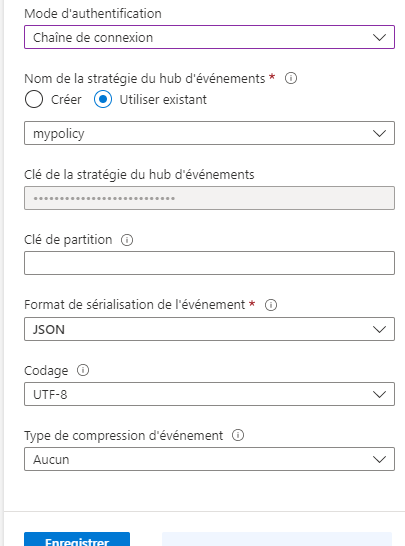 Mode d'authentification
Chaîne de connexion
Nom de la stratégie du hub d'événements *
Créer Utiliser existant
mypolicy
Clé de la stratégie du hub d'événements
Clé de partition
Format de sérialisation de l'événement *
JSON
Codage
UTF-8
Type de compression d'événement
Aucun
Enregistrer